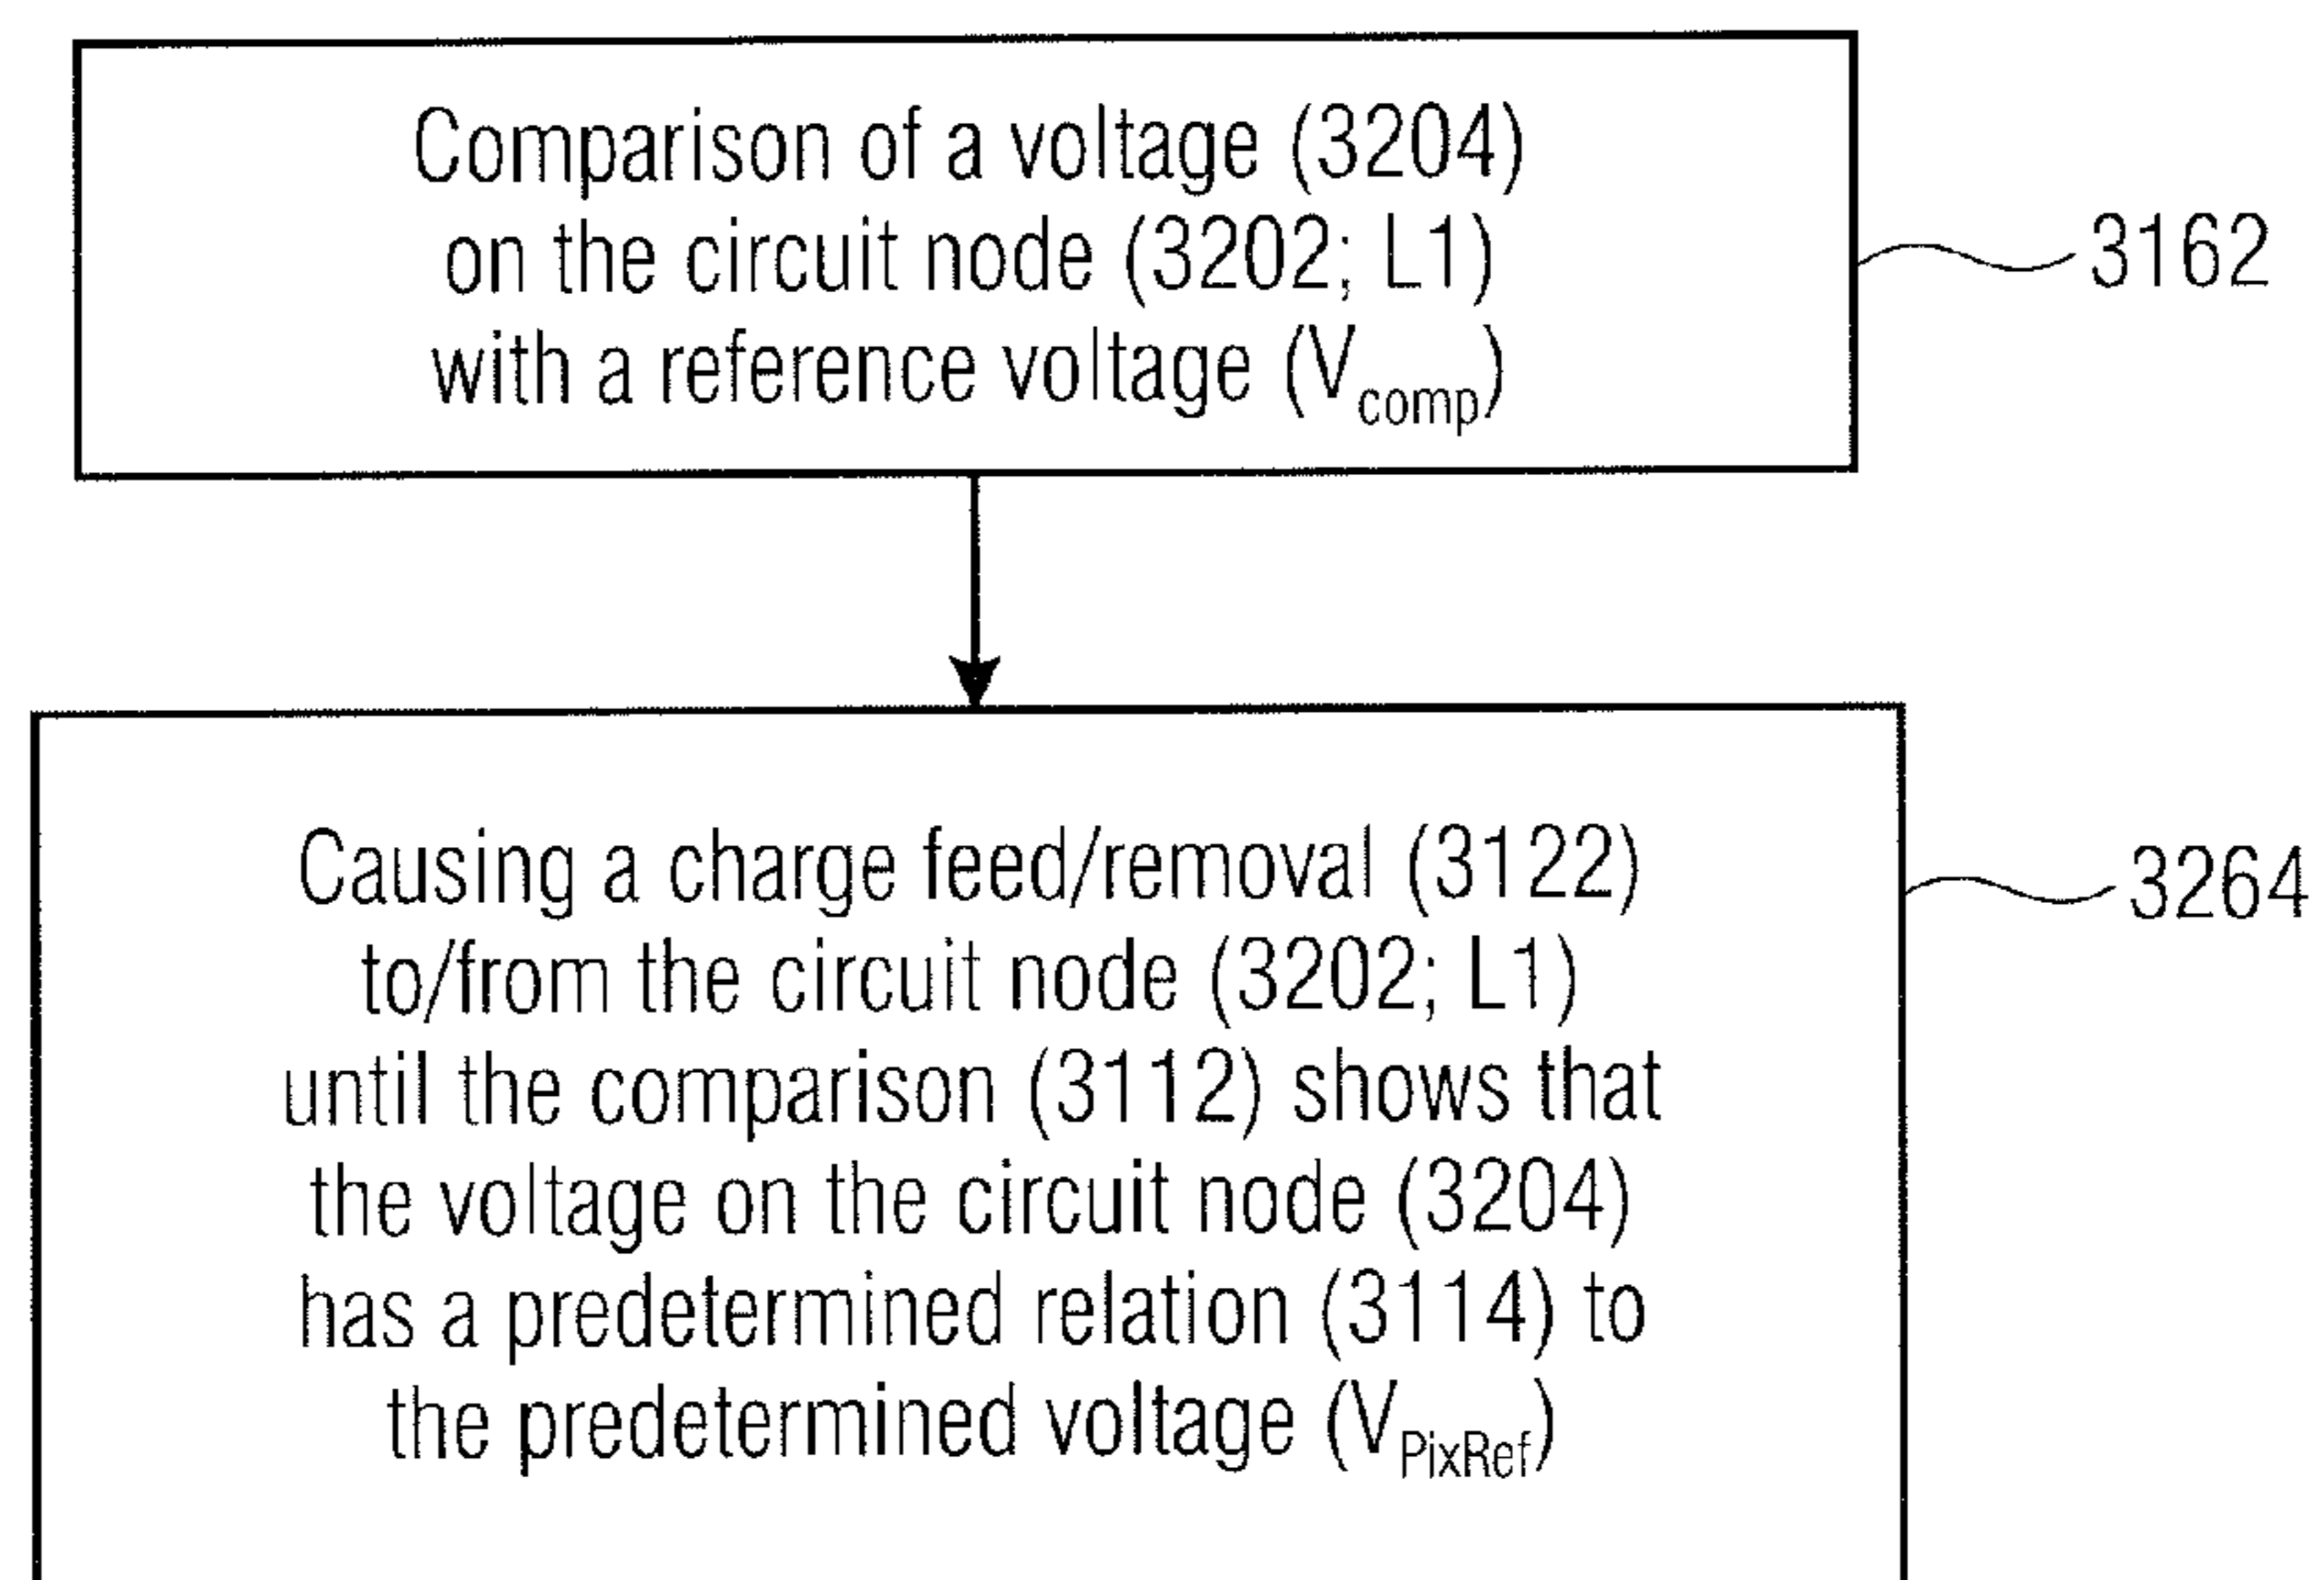 Comparison of a voltage (3204)
on the circuit node (3202; L1)
with a reference voltage (Vcomp)
3162
Causing a charge feed/removal (3122)
to/from the circuit node (3202; L1)
until the comparison (3112) shows that
the voltage on the circuit node (3204)
has a predetermined relation (3114) to
the predetermined voltage (VPixRef)
3264